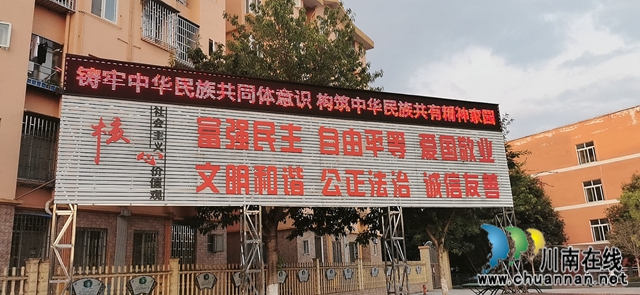 铸牢中华民族共同体意识 构筑中华民族共有精神家园
社会主义
核心价值观
富强民主 自由平等 爱国敬业
文明和谐 公正法治 诚信友善
川南在线
www.chuannan.net